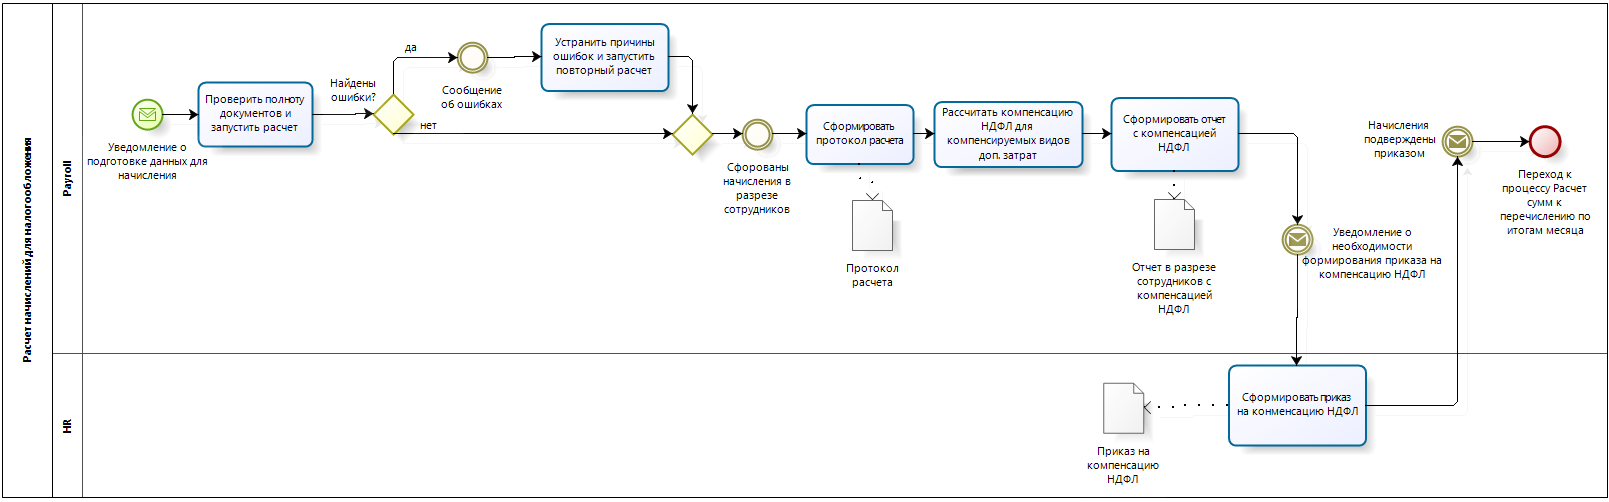 Расчет начислений для налогообложения
Payroll
HR
Уведомление о
подготовке данных для
начисления
Проверить полноту
документов и
запустить расчет
Найдены
ошибки?
да
нет
Сообщение
об ошибках
Устранить причины
ошибок и запустить
повторный расчет
Сфорованы
начисления в
разрезе
сотрудников
Сформировать
протокол расчета
Протокол
расчета
Рассчитать компенсацию
НДФЛ для
компенсируемых видов
доп. затрат
Сформировать отчет
с компенсацией
НДФЛ
Отчет в разрезе
сотрудников с
компенсацией
НДФЛ
Уведомление о
необходимости
формирования приказа на
компенсацию НДФЛ
Сформировать приказ
на конменсацию НДФЛ
Приказ на
компенсацию
НДФЛ
Начисления
подверждены
приказом
Переход к
процессу Расчет
сумм к
перечислению по
итогам месяца